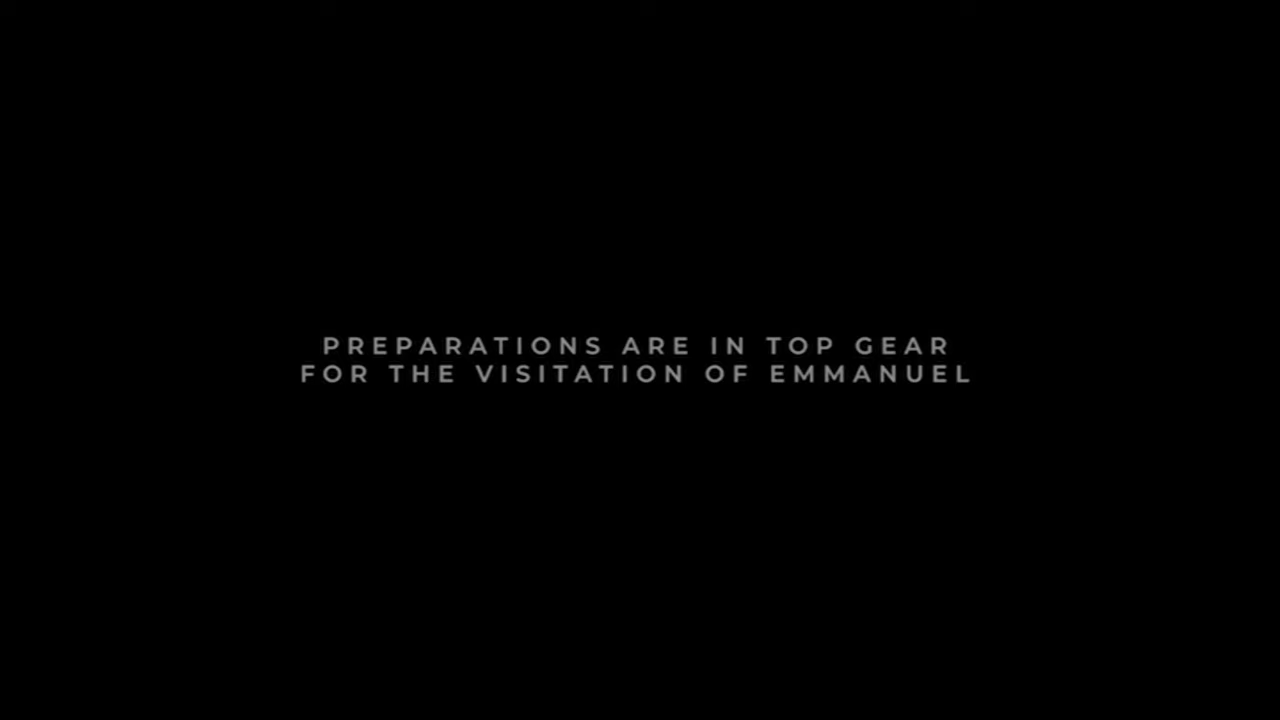 PREPARATIONS ARE IN TOP GEAR
FOR THE VISITATION OF EMMANUEL